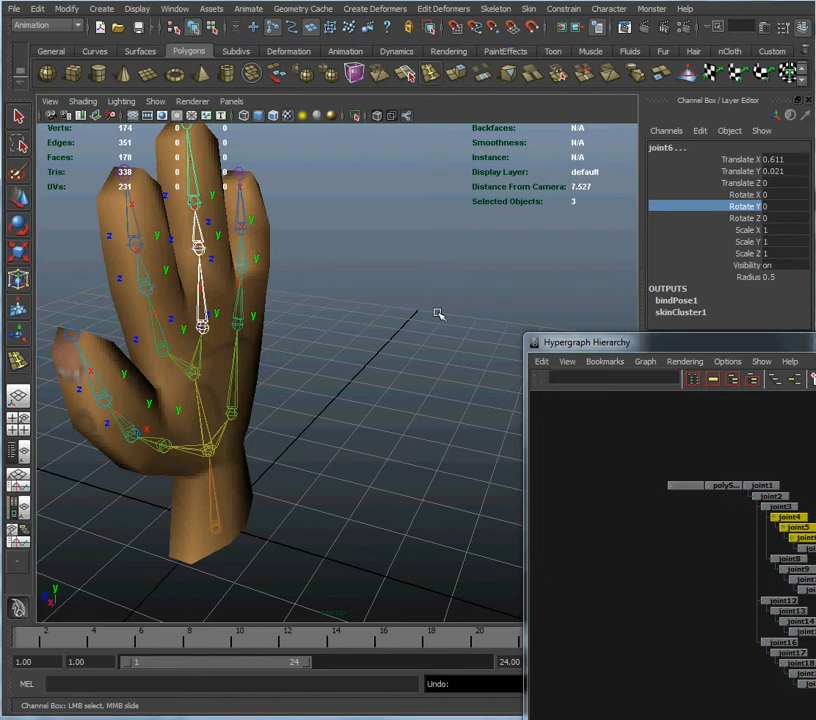 File Edit Modify Create Display Window Assets Animate Geometry Cache Create Deformers Edit Deformers Skeleton Skin Constrain Character Muscle Help
Animation
General Curves Surfaces Polygons Subdivs Deformation Animation Dynamics Rendering PaintEffects Toon Muscle Fluids Fur Hair nCloth Custom
View Shading Lighting Show Renderer Panels
Channel Box / Layer Editor
Channels Edit Object Show
Verts: 174 0 0
Edges: 351 0 0
Faces: 178 0 0
Tris: 338 0 0
UVs: 231 0 0
Backfaces: N/A
Smoothness: N/A
Instance: N/A
Display Layer: default
Distance From Camera: 7.527
Selected Objects: 3
joint6 ...
Translate X 0.611
Translate Y 0.021
Translate Z 0
Rotate X 0
Rotate Y 0
Rotate Z 0
Scale X 1
Scale Y 1
Scale Z 1
Visibility on
Radius 0.5
OUTPUTS
bindPose1
skinCluster1
Hypergraph Hierarchy
Edit View Bookmarks Graph Rendering Options Show Help
polyS... joint1
joint2
joint3
joint4
joint5
joint8
joint9
joint12
joint13
joint14
joint16
joint17
joint18
persp
2 4 6 8 10 12 14 16 18 20
1.00 1.00 1 24 24.00
MEL Undo:
Channel Box: LMB select, MMB slide